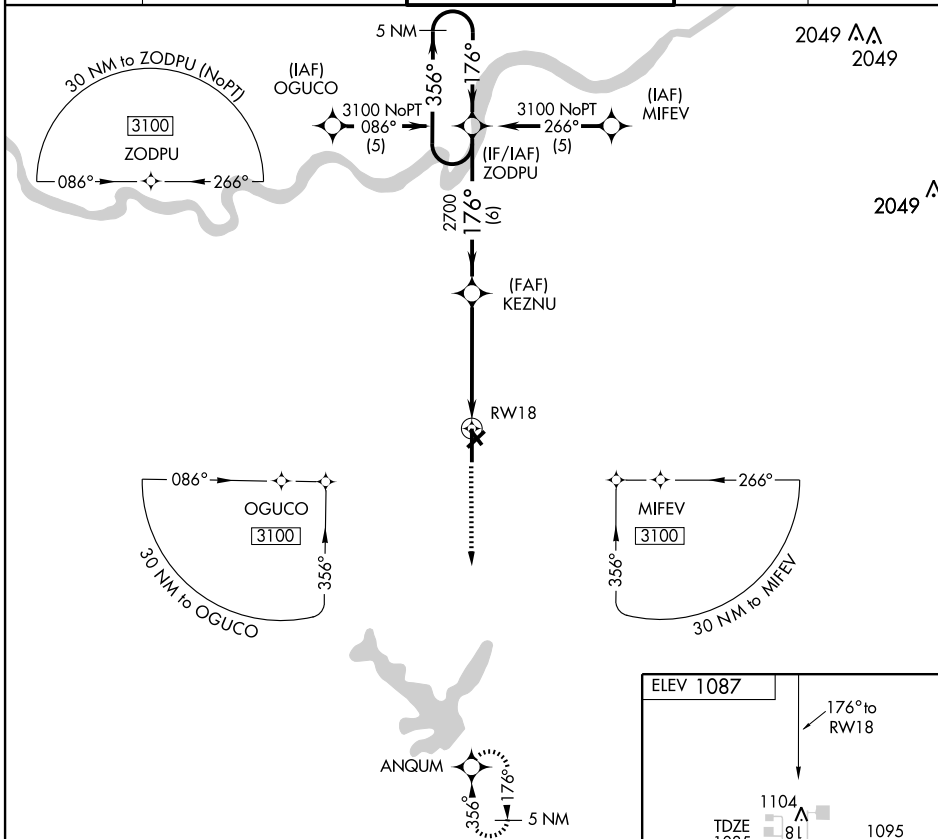 5 NM
2049
2049
30 NM to ZODPU (NoPT)
3100
ZODPU
086°
266°
(IAF)
OGUCO
3100 NoPT
086°
(5)
356°
176°
(IF/IAF)
ZODPU
3100 NoPT
266°
(5)
(IAF)
MIFEV
2049
2700
176°
(6)
(FAF)
KEZNU
RW18
086°
OGUCO
3100
356°
30 NM to OGUCO
266°
MIFEV
3100
356°
30 NM to MIFEV
ANQUM
356°
176°
5 NM
ELEV 1087
176° to
RW18
1104
TDZE
18
1095